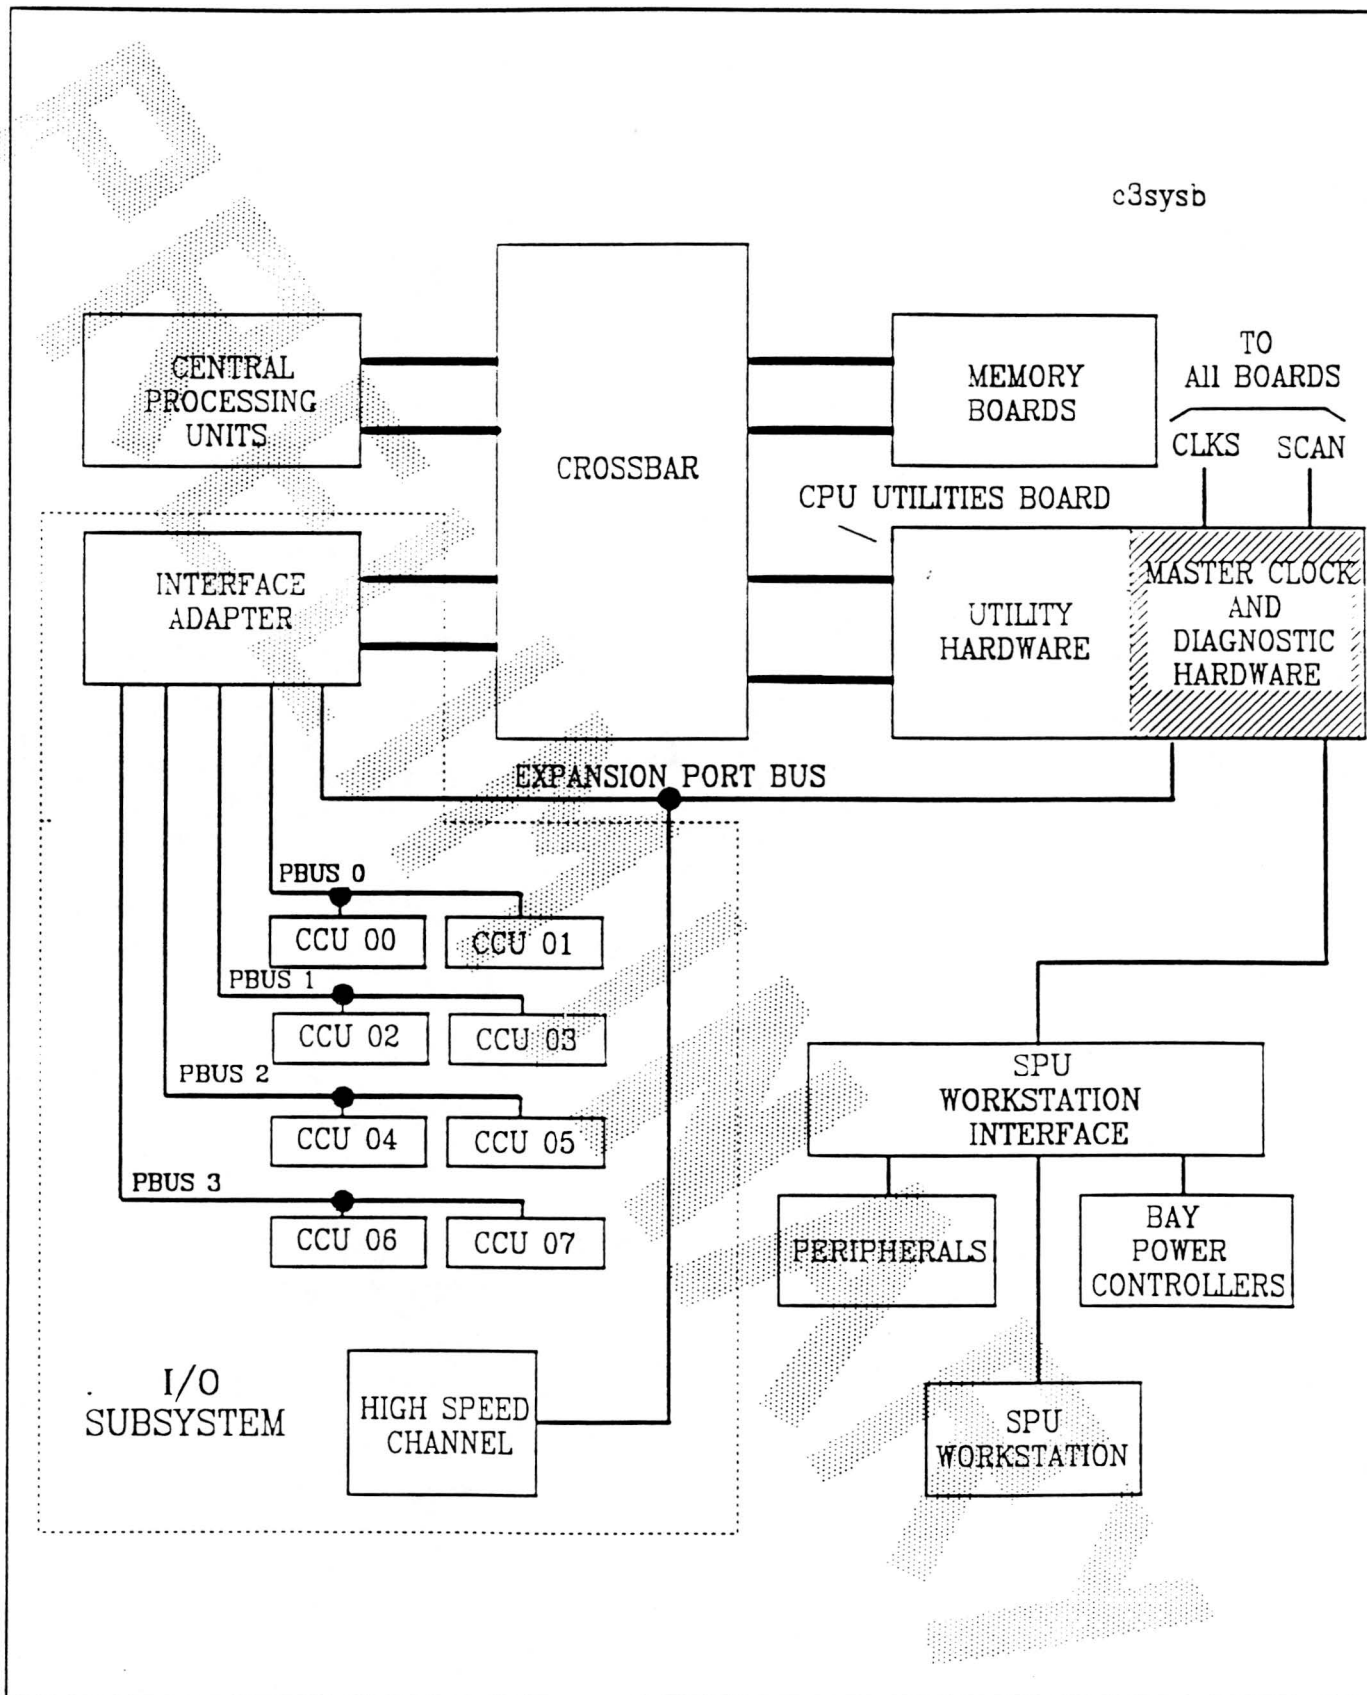 c3sysb
CENTRAL
PROCESSING
UNITS
CROSSBAR
MEMORY
BOARDS
TO
All BOARDS
CLKS SCAN
CPU UTILITIES BOARD
INTERFACE
ADAPTER
UTILITY
HARDWARE
MASTER CLOCK
AND
DIAGNOSTIC
HARDWARE
EXPANSION PORT BUS
PBUS 0
CCU 00 CCU 01
PBUS 1
CCU 02 CCU 03
PBUS 2
CCU 04 CCU 05
PBUS 3
CCU 06 CCU 07
SPU
WORKSTATION
INTERFACE
PERIPHERALS
BAY
POWER
CONTROLLERS
I/O
SUBSYSTEM
HIGH SPEED
CHANNEL
SPU
WORKSTATION
PRELIMINARY